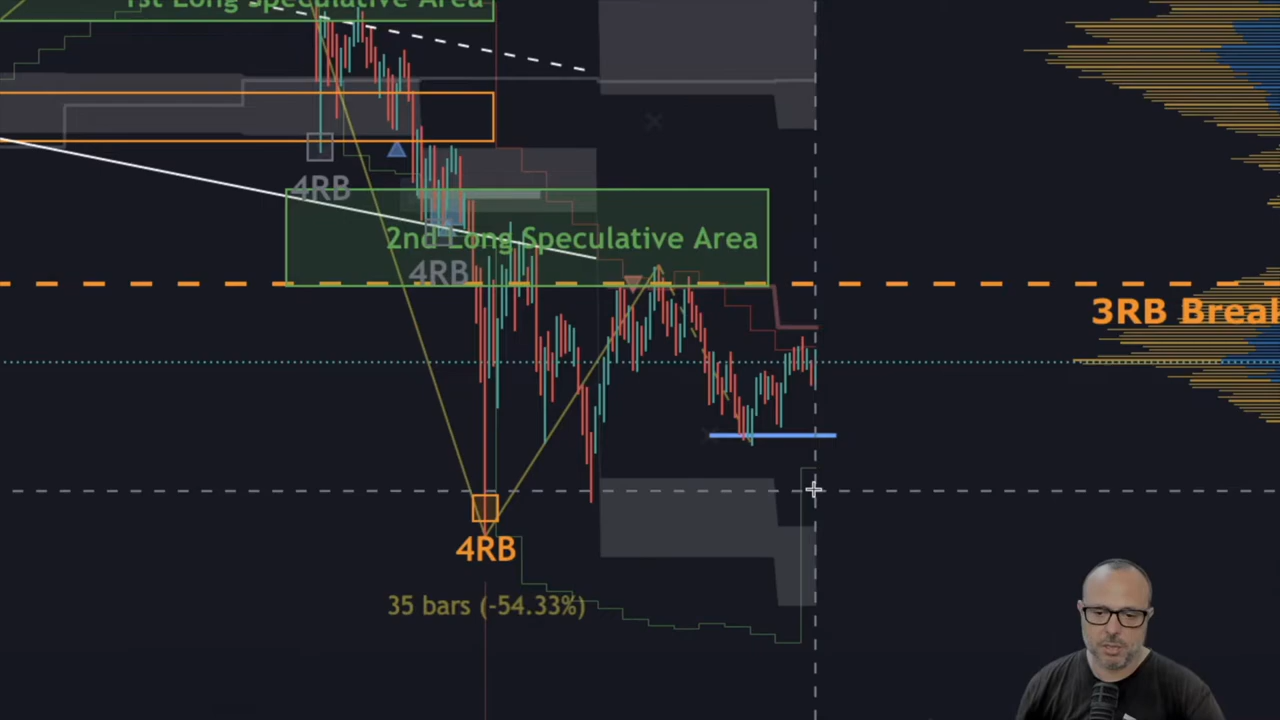 1st Long Speculative Area
4RB
2nd Long Speculative Area
4RB
3RB Break
4RB
35 bars (-54.33%)